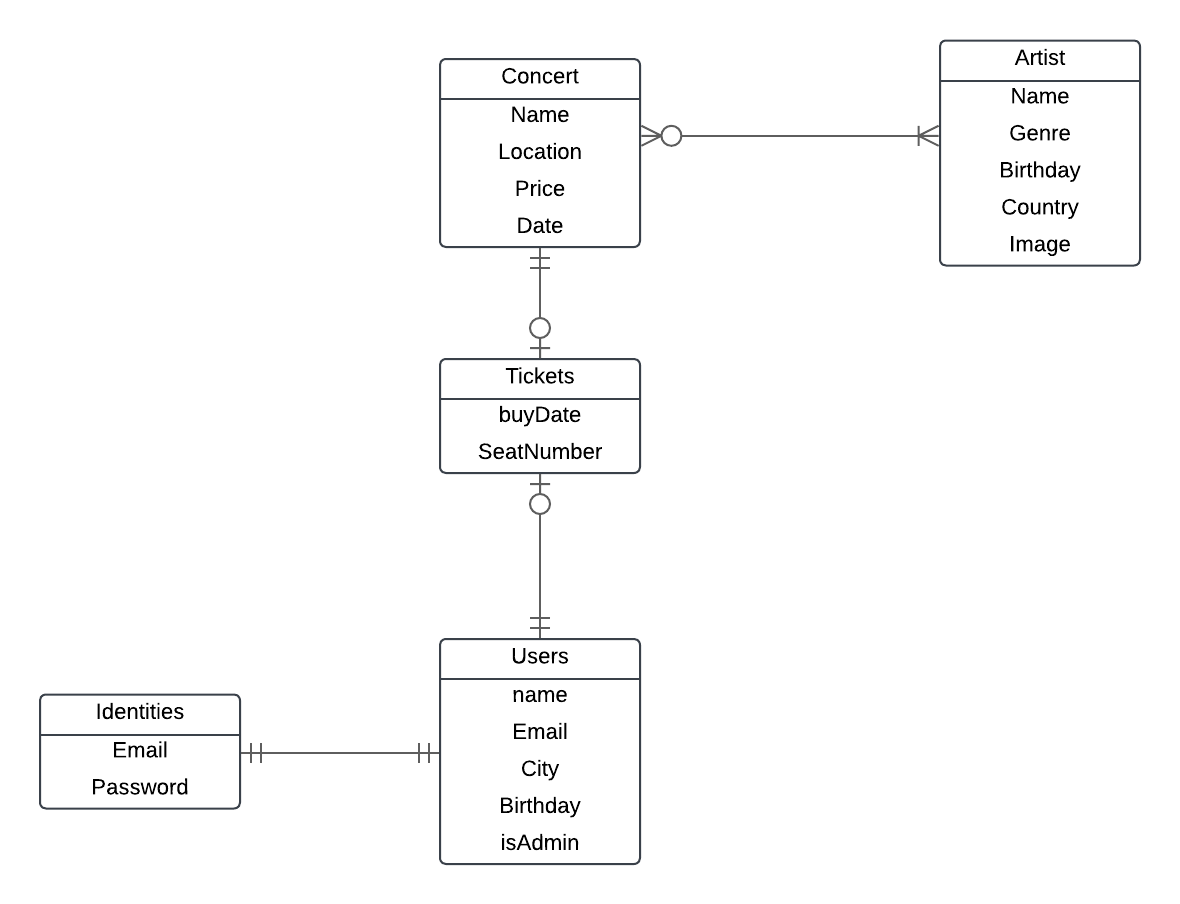 Concert
Name
Location
Price
Date
Artist
Name
Genre
Birthday
Country
Image
Tickets
buyDate
SeatNumber
Users
name
Email
City
Birthday
isAdmin
Identities
Email
Password